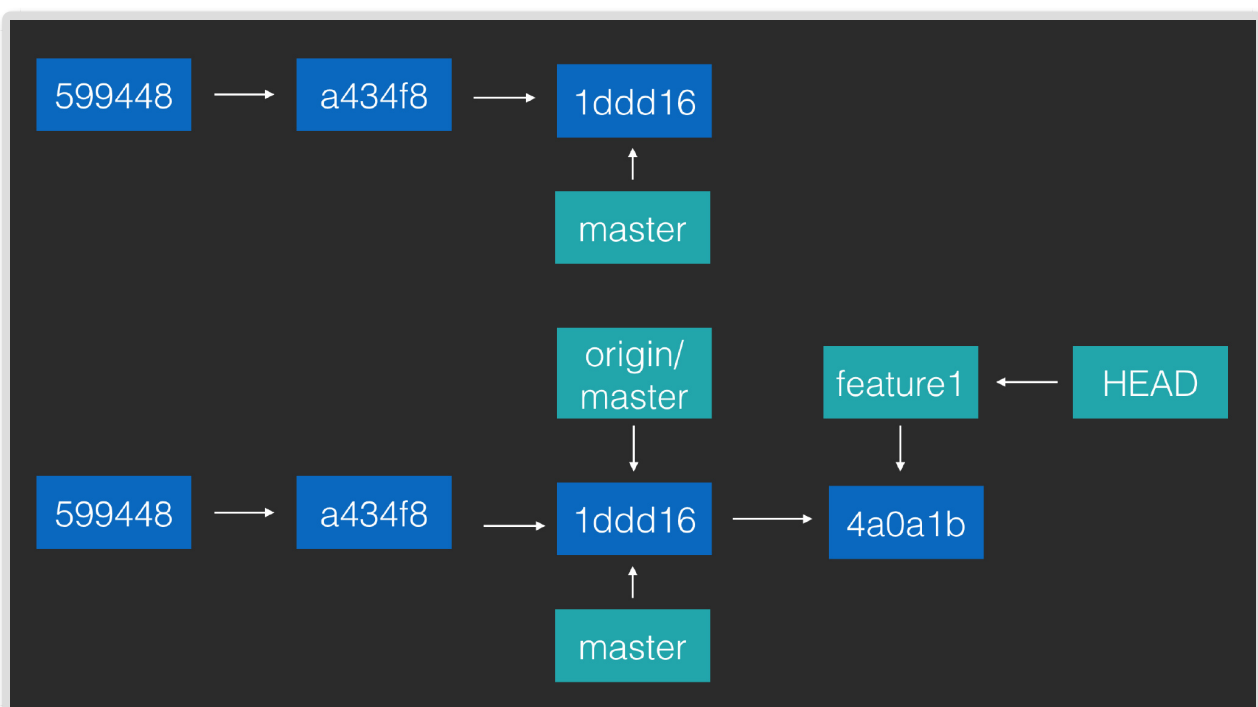 599448
a434f8
1ddd16
master
origin/
master
feature1
HEAD
599448
a434f8
1ddd16
4a0a1b
master